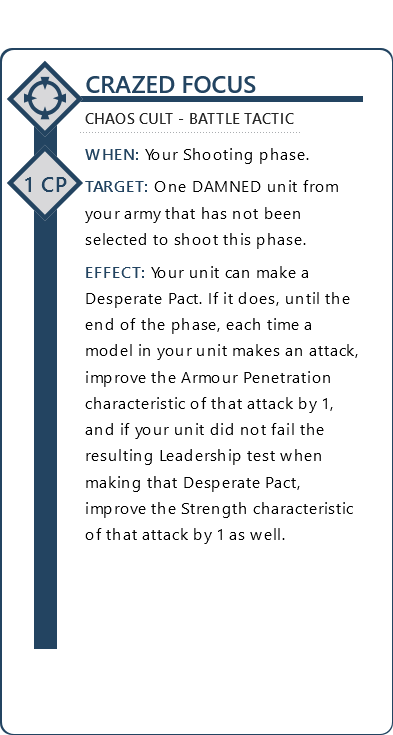 CRAZED FOCUS
CHAOS CULT - BATTLE TACTIC
WHEN: Your Shooting phase.
1 CP
TARGET: One DAMNED unit from
your army that has not been
selected to shoot this phase.
EFFECT: Your unit can make a
Desperate Pact. If it does, until the
end of the phase, each time a
model in your unit makes an attack,
improve the Armour Penetration
characteristic of that attack by 1,
and if your unit did not fail the
resulting Leadership test when
making that Desperate Pact,
improve the Strength characteristic
of that attack by 1 as well.